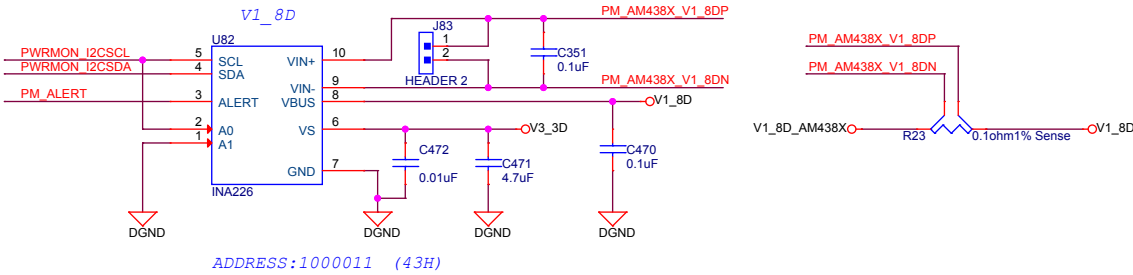 V1_8D
U82
PWRMON_I2CSCL
5
SCL
PWRMON_I2CSDA
4
SDA
PM_ALERT
3
ALERT
2
A0
1
A1
INA226
10
VIN+
9
VIN-
8
VBUS
6
VS
7
GND
J83
1
2
HEADER 2
C351
0.1uF
PM_AM438X_V1_8DP
PM_AM438X_V1_8DN
V1_8D
V3_3D
C472
0.01uF
C471
4.7uF
C470
0.1uF
DGND
DGND
DGND
DGND
ADDRESS:1000011 (43H)
PM_AM438X_V1_8DP
PM_AM438X_V1_8DN
V1_8D_AM438X
R23
0.1ohm1% Sense
V1_8D